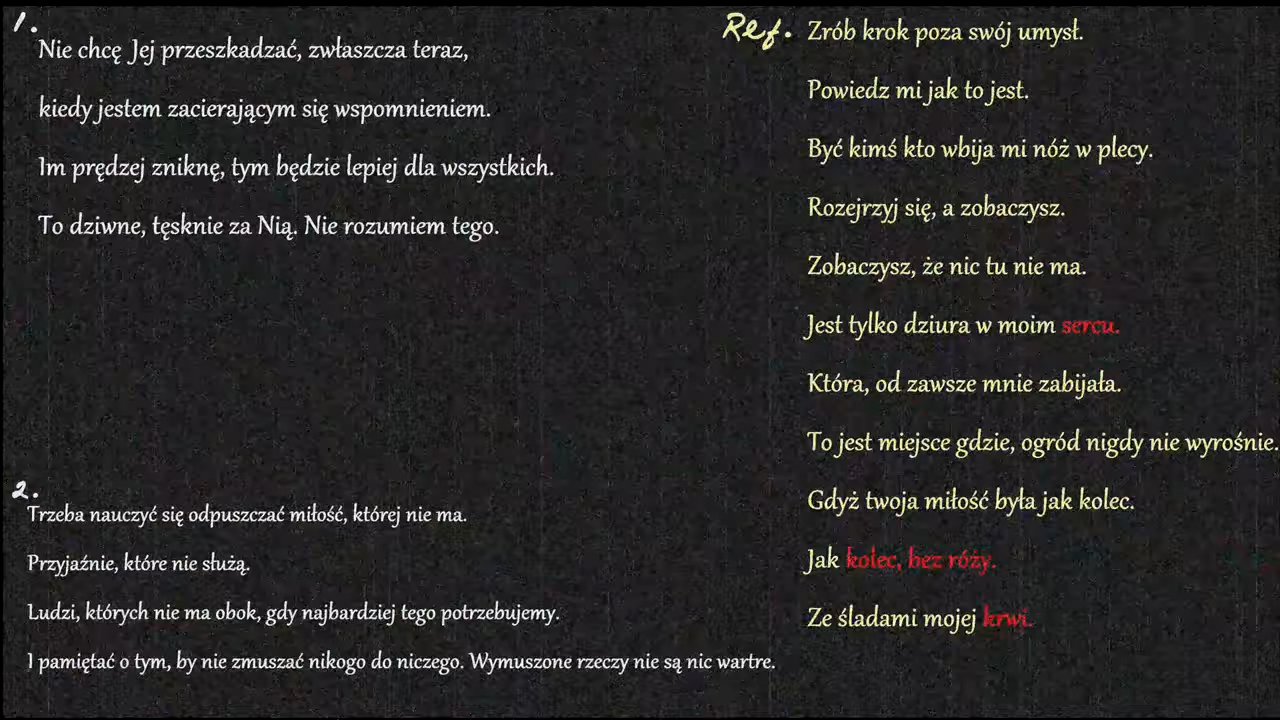 1.
Nie chcę Jej przeszkadzać, zwłaszcza teraz,
kiedy jestem zacierającym się wspomnieniem.
Im prędzej zniknę, tym będzie lepiej dla wszystkich.
To dziwne, tęsknie za Nią. Nie rozumiem tego.
2.
Trzeba nauczyć się odpuszczać miłość, której nie ma.
Przyjaźnie, które nie służą.
Ludzi, których nie ma obok, gdy najbardziej tego potrzebujemy.
I pamiętać o tym, by nie zmuszać nikogo do niczego. Wymuszone rzeczy nie są nic wartre.
Ref. Zrób krok poza swój umysł.
Powiedz mi jak to jest.
Być kimś kto wbija mi nóż w plecy.
Rozejrzyj się, a zobaczysz.
Zobaczysz, że nic tu nie ma.
Jest tylko dziura w moim sercu.
Która, od zawsze mnie zabijała.
To jest miejsce gdzie, ogród nigdy nie wyrośnie.
Gdyż twoja miłość była jak kolec.
Jak kolec, bez róży.
Ze śladami mojej krwi.